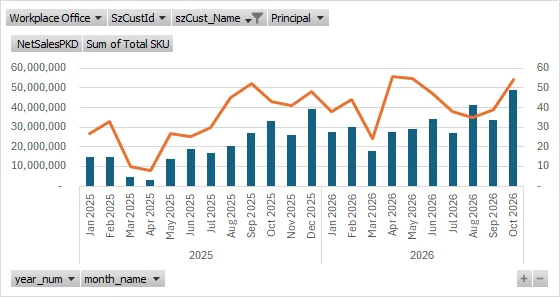 Workplace Office SzCustId szCust_Name Principal
NetSalesPKD Sum of Total SKU
60,000,000 60
50,000,000 50
40,000,000 40
30,000,000 30
20,000,000 20
10,000,000 10
- -
Jan 2025 Feb 2025 Mar 2025 Apr 2025 May 2025 Jun 2025 Jul 2025 Aug 2025 Sep 2025 Oct 2025 Nov 2025 Dec 2025 Jan 2026 Feb 2026 Mar 2026 Apr 2026 May 2026 Jun 2026 Jul 2026 Aug 2026 Sep 2026 Oct 2026
2025 2026
year_num month_name + -